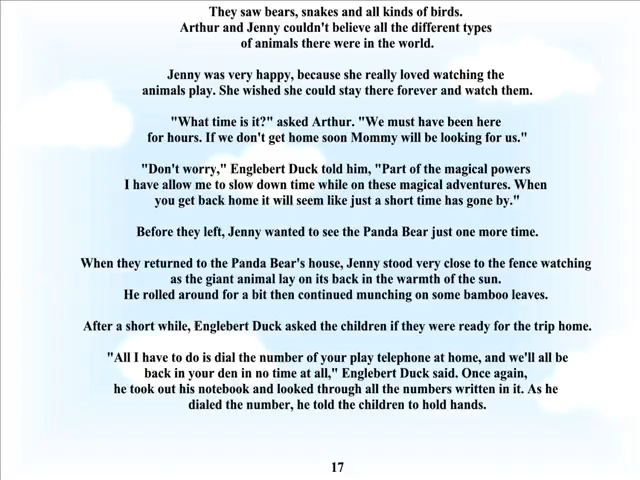 They saw bears, snakes and all kinds of birds.
Arthur and Jenny couldn't believe all the different types
of animals there were in the world.
Jenny was very happy, because she really loved watching the
animals play. She wished she could stay there forever and watch them.
"What time is it?" asked Arthur. "We must have been here
for hours. If we don't get home soon Mommy will be looking for us."
"Don't worry," Englebert Duck told him, "Part of the magical powers
I have allow me to slow down time while on these magical adventures. When
you get back home it will seem like just a short time has gone by."
Before they left, Jenny wanted to see the Panda Bear just one more time.
When they returned to the Panda Bear's house, Jenny stood very close to the fence watching
as the giant animal lay on its back in the warmth of the sun.
He rolled around for a bit then continued munching on some bamboo leaves.
After a short while, Englebert Duck asked the children if they were ready for the trip home.
"All I have to do is dial the number of your play telephone at home, and we'll all be
back in your den in no time at all," Englebert Duck said. Once again,
he took out his notebook and looked through all the numbers written in it. As he
dialed the number, he told the children to hold hands.
17